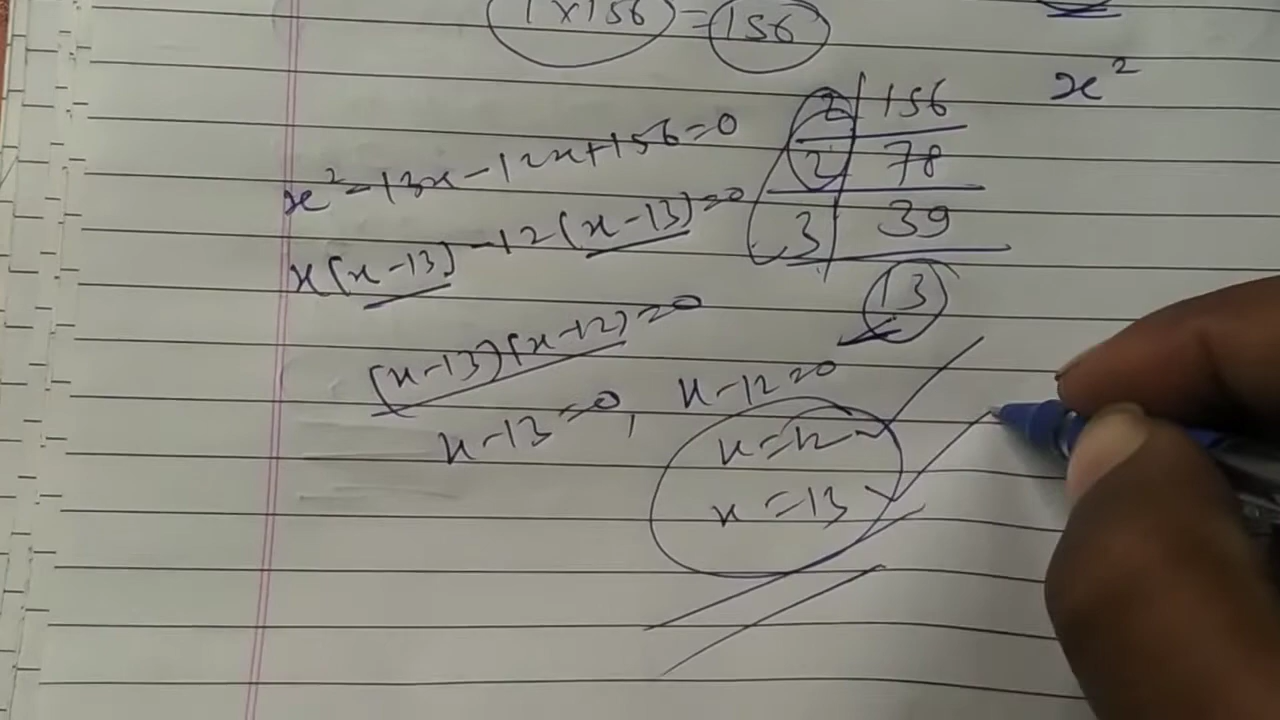 1×156 = 156
x²
x²-13x-12x+156=0
x(x-13)-12(x-13)=0
(x-13)(x-12)=0
x-13=0, x-12=0
x=12
x=13
2 156
2 78
3 39
13